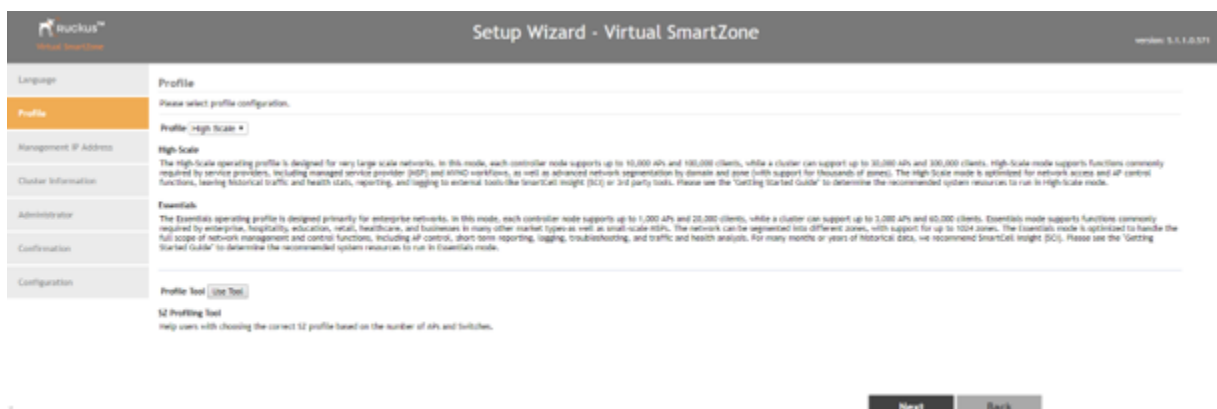 Ruckus™
Virtual SmartZone
Setup Wizard - Virtual SmartZone
version: 5.1.1.0.571
Language
Profile
Management IP Address
Cluster Information
Administrator
Confirmation
Configuration
Profile
Please select profile configuration.
Profile High Scale
High-Scale
The High-Scale operating profile is designed for very large scale networks. In this mode, each controller node supports up to 10,000 APs and 100,000 clients, while a cluster can support up to 30,000 APs and 300,000 clients. High-Scale mode supports functions commonly
required by service providers, including managed service provider (MSP) and MVNO workflows, as well as advanced network segmentation by domain and zone (with support for thousands of zones). The High Scale mode is optimized for network access and AP control
functions, leaving historical traffic and health stats, reporting, and logging to external tools-like SmartCell Insight (SCI) or 3rd party tools. Please see the "Getting Started Guide" to determine the recommended system resources to run in High-Scale mode.
Essentials
The Essentials operating profile is designed primarily for enterprise networks. In this mode, each controller node supports up to 1,000 APs and 20,000 clients, while a cluster can support up to 3,000 APs and 60,000 clients. Essentials mode supports functions commonly
required by enterprise, hospitality, education, retail, healthcare, and businesses in many other market types-as well as small-scale MSPs. The network can be segmented into different zones, with support for up to 1024 zones. The Essentials mode is optimized to handle the
full scope of network management and control functions, including AP control, short-term reporting, logging, troubleshooting, and traffic and health analysis. For many months or years of historical data, we recommend SmartCell Insight (SCI). Please see the "Getting
Started Guide" to determine the recommended system resources to run in Essentials mode.
Profile Tool Use Tool
SZ Profiling Tool
Help users with choosing the correct SZ profile based on the number of APs and Switches.
Next Back